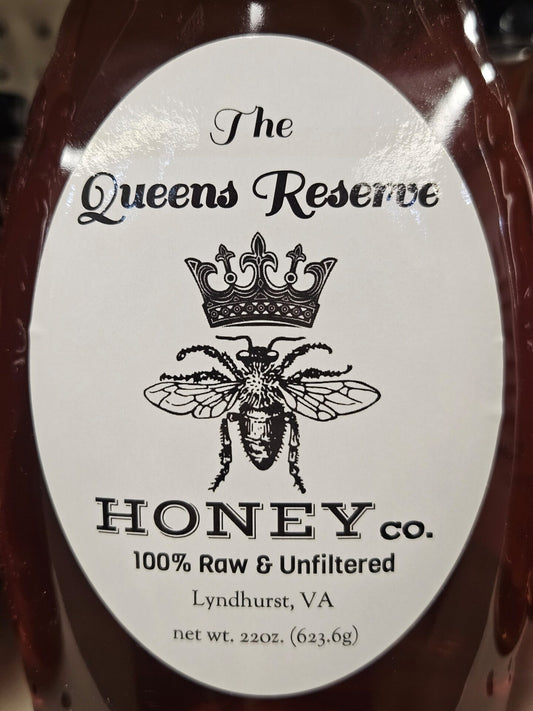 The
Queens Reserve
HONEY CO.
100% Raw & Unfiltered
Lyndhurst, VA
net wt. 22oz. (623.6g)